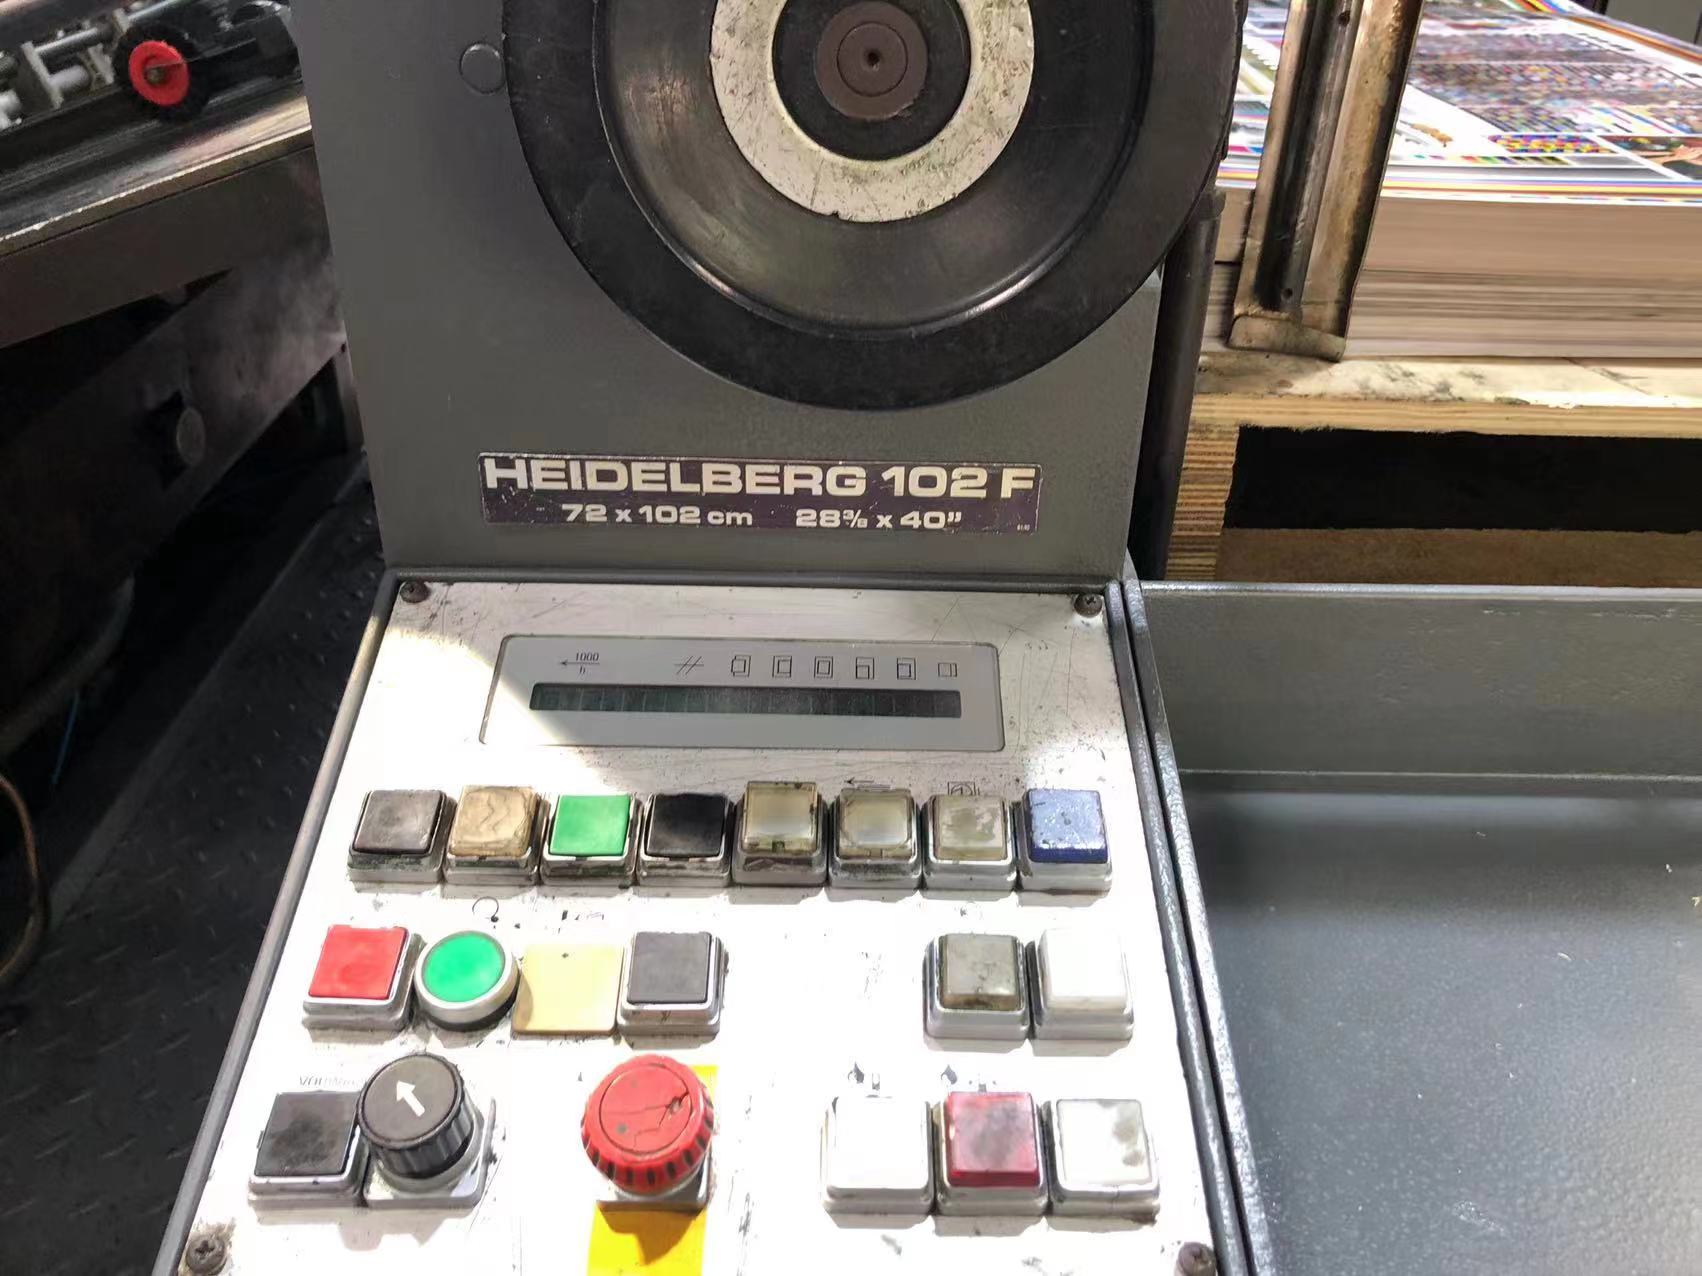 HEIDELBERG 102 F
72 x 102 cm 28⅜ x 40”
1000
h